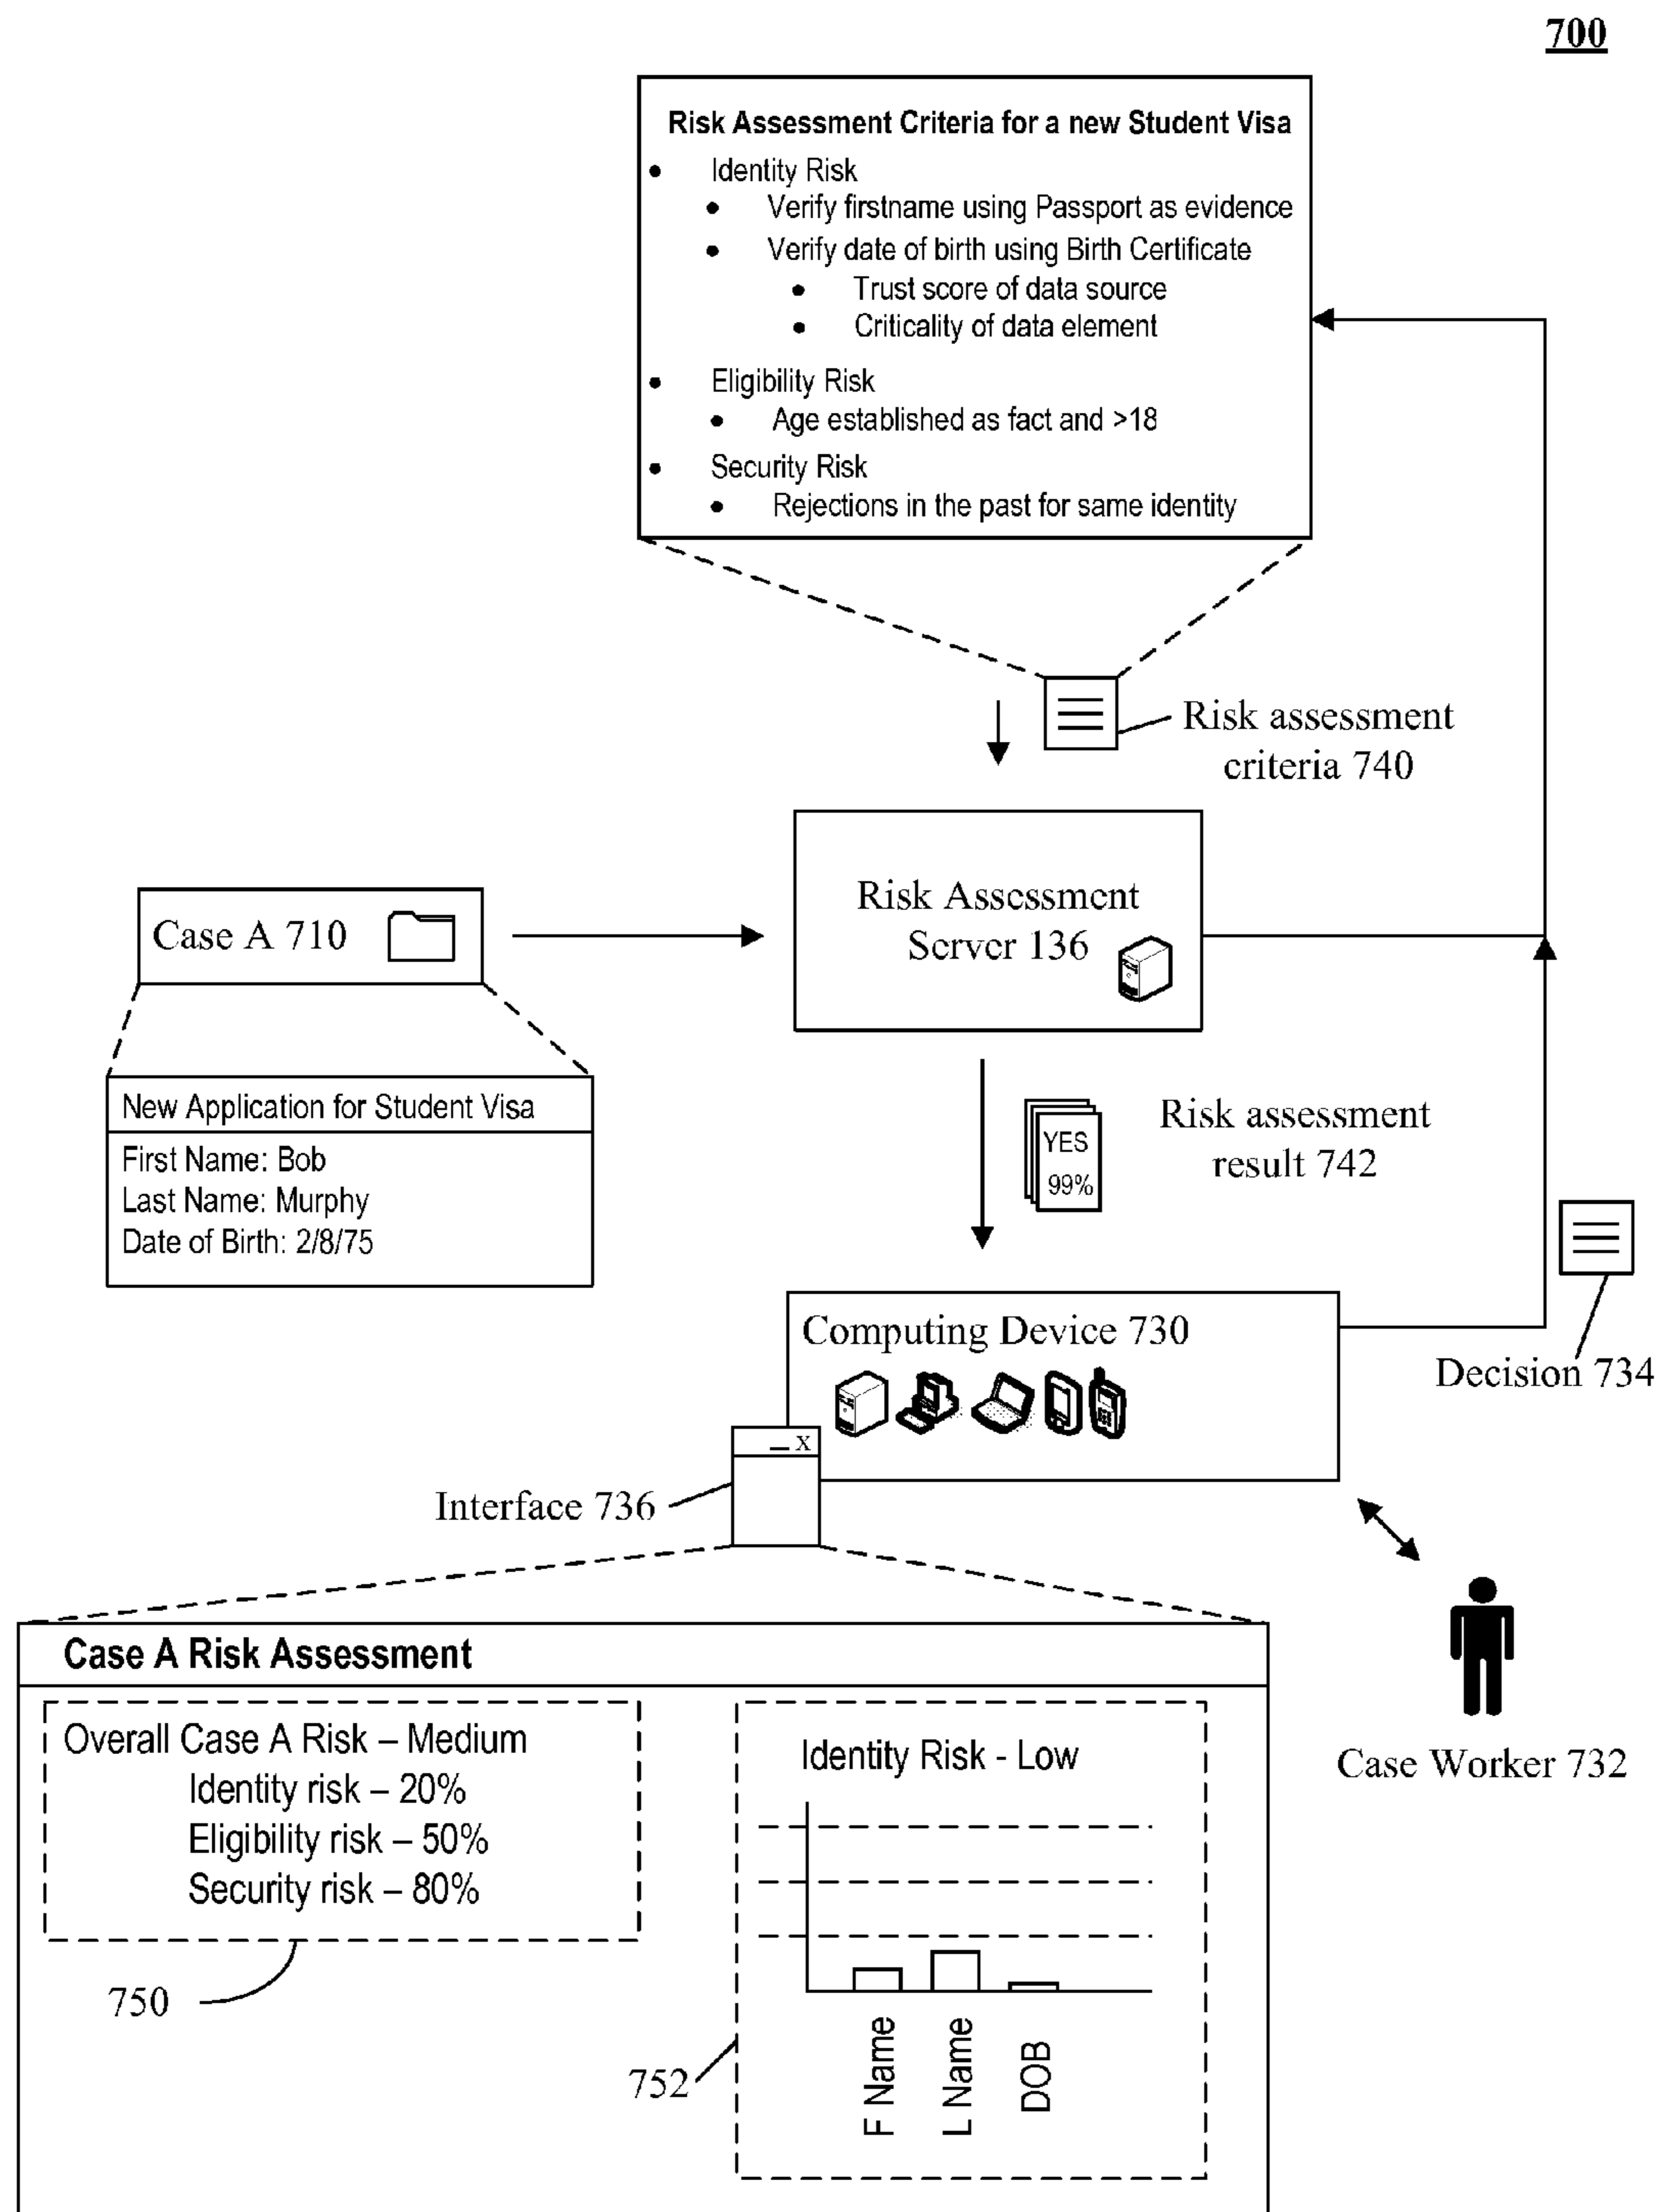 700
Risk Assessment Criteria for a new Student Visa
• Identity Risk
• Verify firstname using Passport as evidence
• Verify date of birth using Birth Certificate
• Trust score of data source
• Criticality of data element
• Eligibility Risk
• Age established as fact and >18
• Security Risk
• Rejections in the past for same identity
Risk assessment
criteria 740
Case A 710
Risk Assessment
Server 136
New Application for Student Visa
First Name: Bob
Last Name: Murphy
Date of Birth: 2/8/75
YES
99%
Risk assessment
result 742
Computing Device 730
Decision 734
_ X
Interface 736
Case A Risk Assessment
Overall Case A Risk – Medium
Identity risk – 20%
Eligibility risk – 50%
Security risk – 80%
750
Identity Risk - Low
F Name
L Name
DOB
752
Case Worker 732